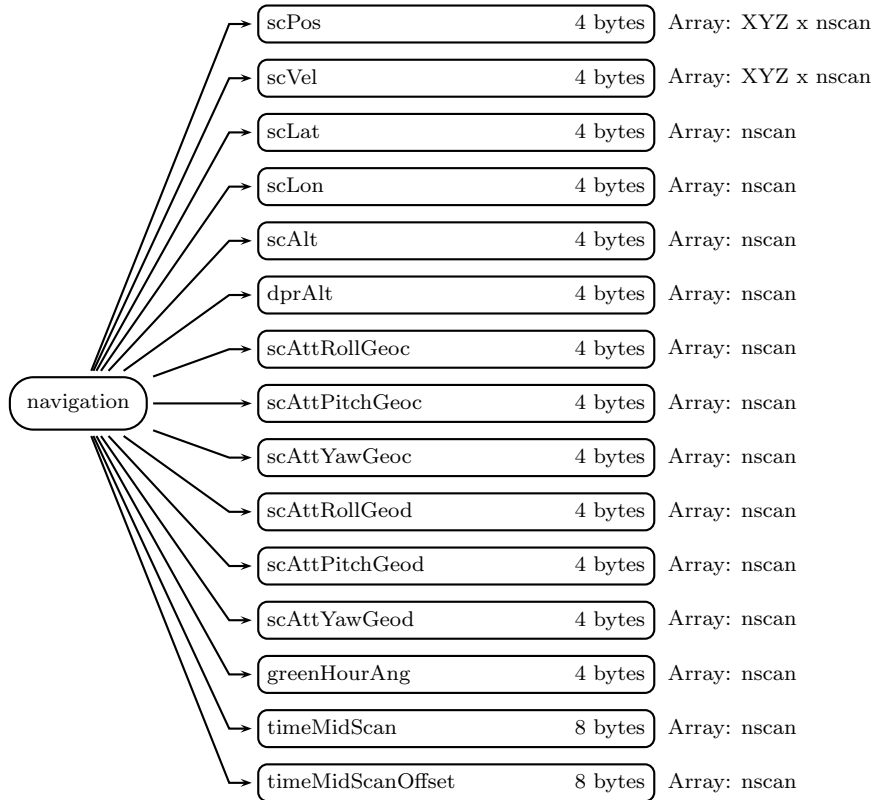 scPos 4 bytes Array: XYZ x nscan
scVel 4 bytes Array: XYZ x nscan
scLat 4 bytes Array: nscan
scLon 4 bytes Array: nscan
scAlt 4 bytes Array: nscan
dprAlt 4 bytes Array: nscan
scAttRollGeoc 4 bytes Array: nscan
navigation
scAttPitchGeoc 4 bytes Array: nscan
scAttYawGeoc 4 bytes Array: nscan
scAttRollGeod 4 bytes Array: nscan
scAttPitchGeod 4 bytes Array: nscan
scAttYawGeod 4 bytes Array: nscan
greenHourAng 4 bytes Array: nscan
timeMidScan 8 bytes Array: nscan
timeMidScanOffset 8 bytes Array: nscan